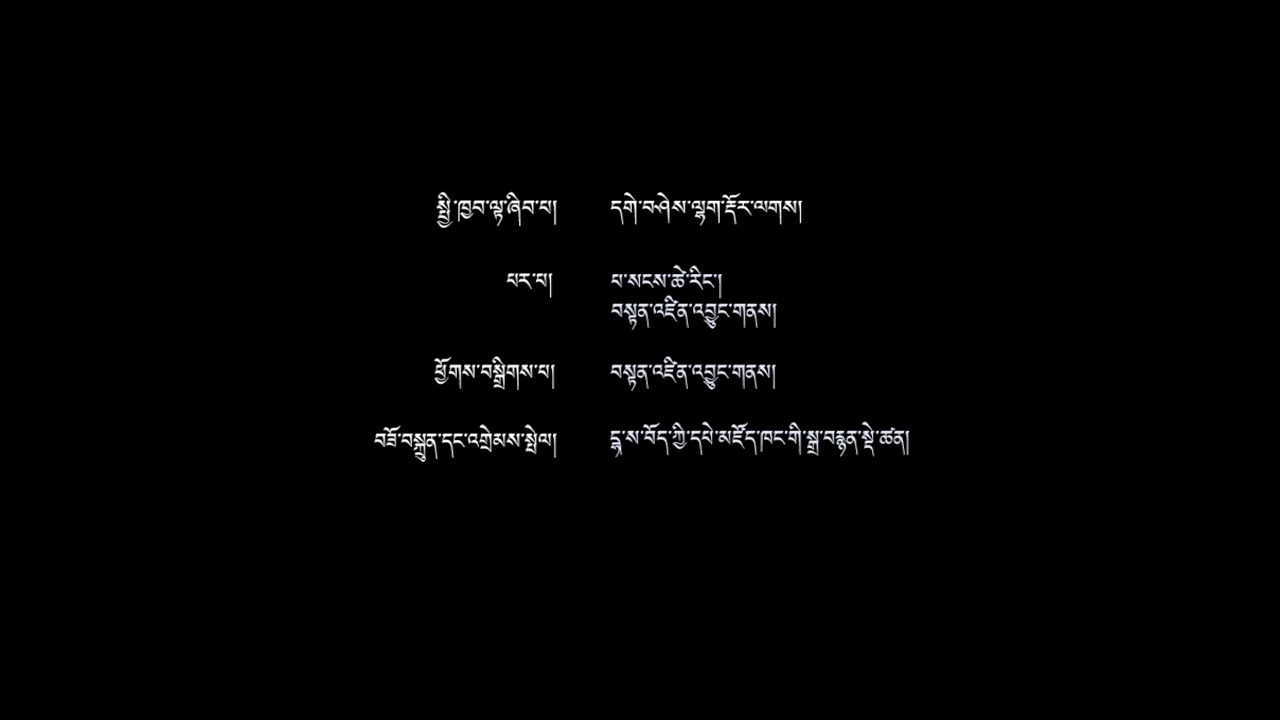 སྤྱི་ཁྱབ་ལྟ་ཞིབ་པ། དགེ་བཤེས་ལྷག་རྡོར་ལགས།
པར་པ། པ་སངས་ཚེ་རིང་།
བསྟན་འཛིན་འབྱུང་གནས།
ཕྱོགས་བསྒྲིགས་པ། བསྟན་འཛིན་འབྱུང་གནས།
བཟོ་བསྐྲུན་དང་འགྲེམས་སྤེལ། དྷ་ས་བོད་ཀྱི་དཔེ་མཛོད་ཁང་གི་སྒྲ་བརྙན་སྡེ་ཚན།